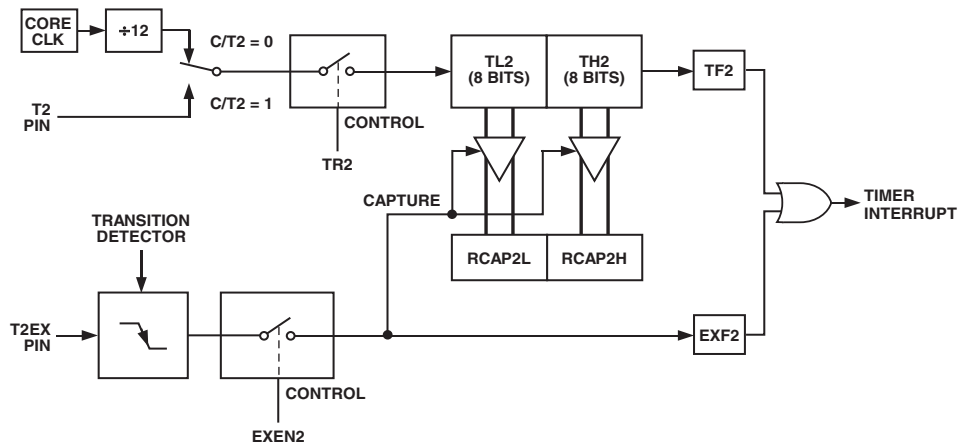 CORE
CLK
÷12
C/T2 = 0
C/T2 = 1
T2
PIN
CONTROL
TR2
TL2
(8 BITS)
TH2
(8 BITS)
TF2
CAPTURE
TIMER
INTERRUPT
TRANSITION
DETECTOR
RCAP2L
RCAP2H
T2EX
PIN
EXF2
CONTROL
EXEN2